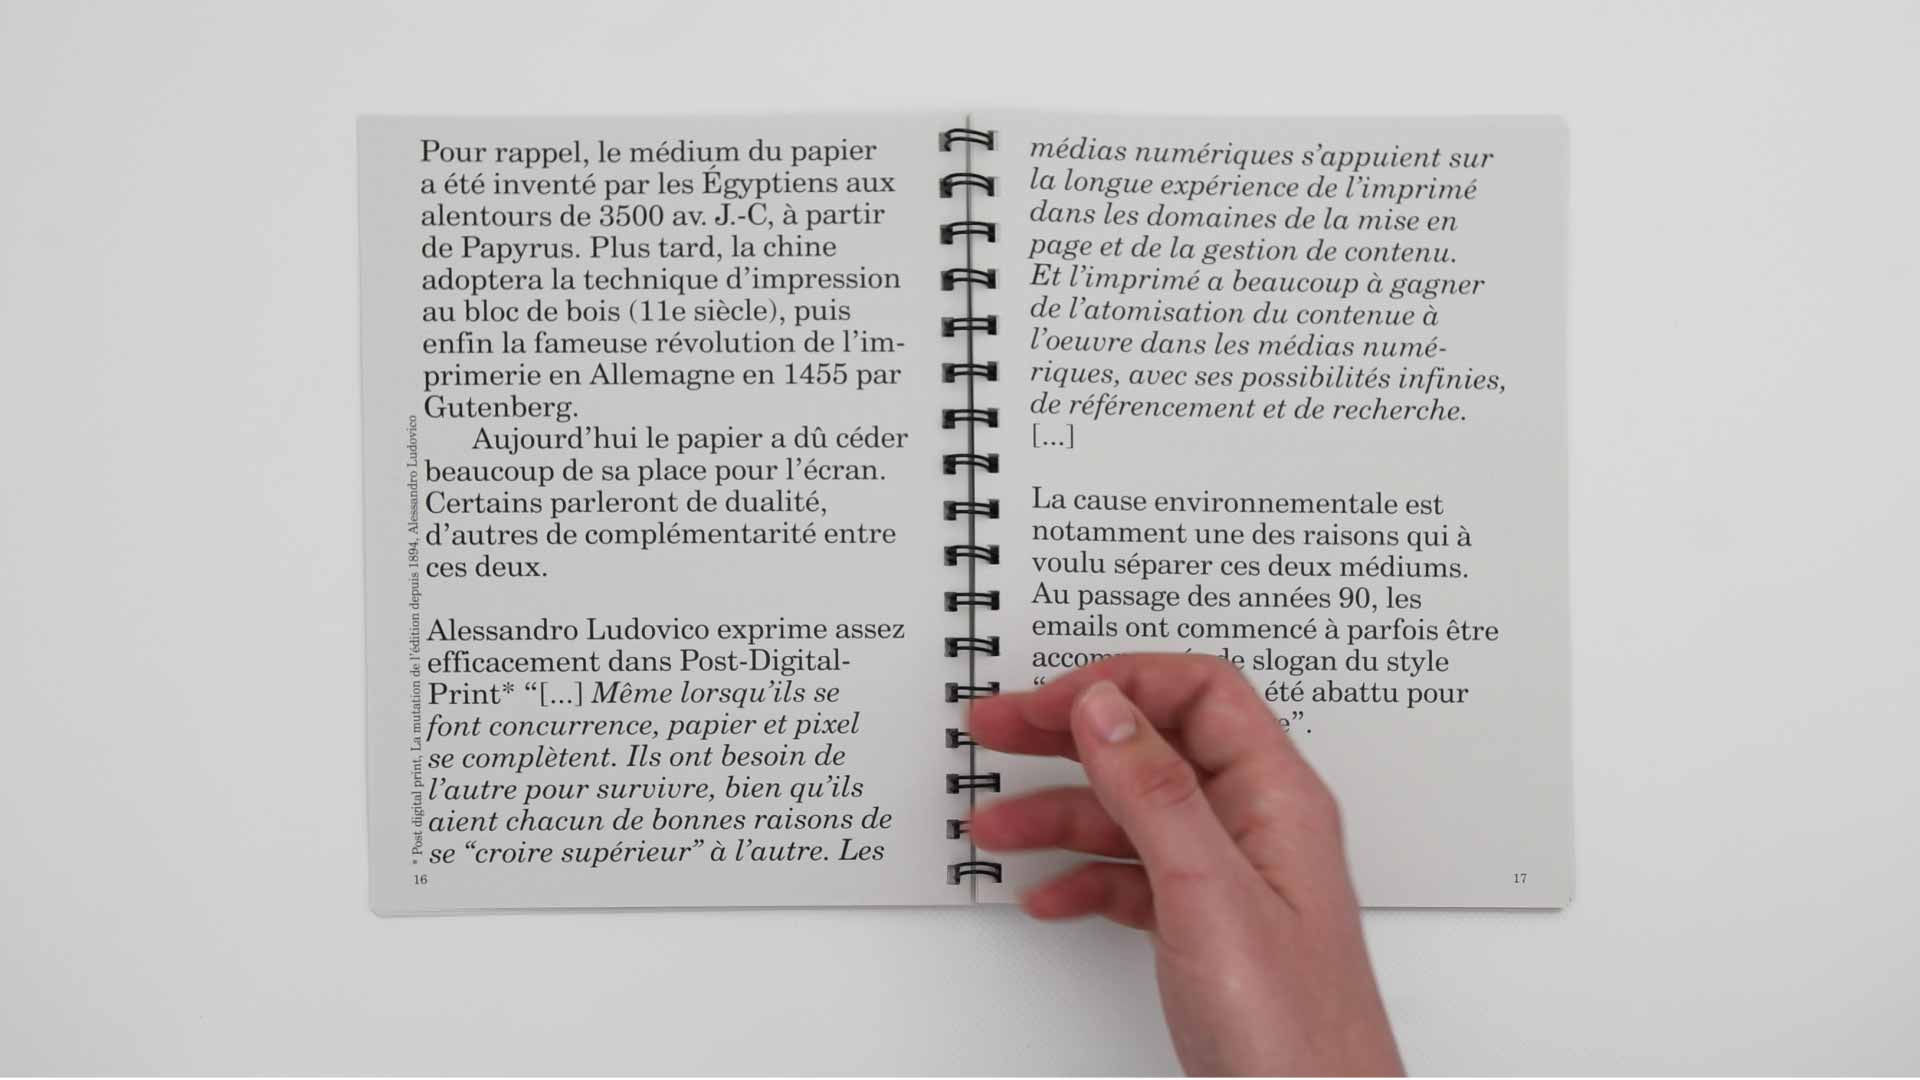 Pour rappel, le médium du papier
a été inventé par les Égyptiens aux
alentours de 3500 av. J.-C, à partir
de Papyrus. Plus tard, la chine
adoptera la technique d’impression
au bloc de bois (11e siècle), puis
enfin la fameuse révolution de l’im-
primerie en Allemagne en 1455 par
Gutenberg.
Aujourd’hui le papier a dû céder
beaucoup de sa place pour l’écran.
Certains parleront de dualité,
d’autres de complémentarité entre
ces deux.
Alessandro Ludovico exprime assez
efficacement dans Post-Digital-
Print* “[...] Même lorsqu’ils se
font concurrence, papier et pixel
se complètent. Ils ont besoin de
l’autre pour survivre, bien qu’ils
aient chacun de bonnes raisons de
se “croire supérieur” à l’autre. Les
* Post digital print, La mutation de l’édition depuis 1894, Alessandro Ludovico
16
médias numériques s’appuient sur
la longue expérience de l’imprimé
dans les domaines de la mise en
page et de la gestion de contenu.
Et l’imprimé a beaucoup à gagner
de l’atomisation du contenue à
l’oeuvre dans les médias numé-
riques, avec ses possibilités infinies,
de référencement et de recherche.
[...]
La cause environnementale est
notamment une des raisons qui à
voulu séparer ces deux médiums.
Au passage des années 90, les
emails ont commencé à parfois être
slogan du style
été abattu pour
17